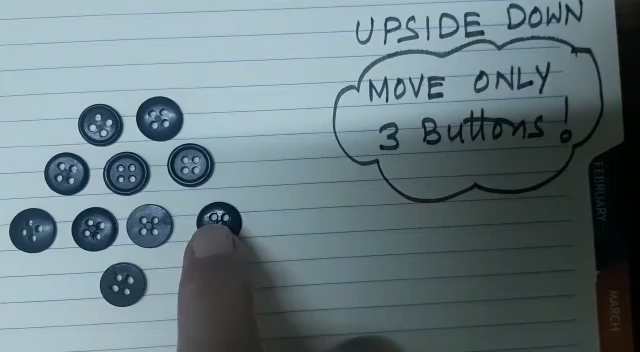 UPSIDE DOWN
MOVE ONLY
3 Buttons!
FEBRUARY
MARCH